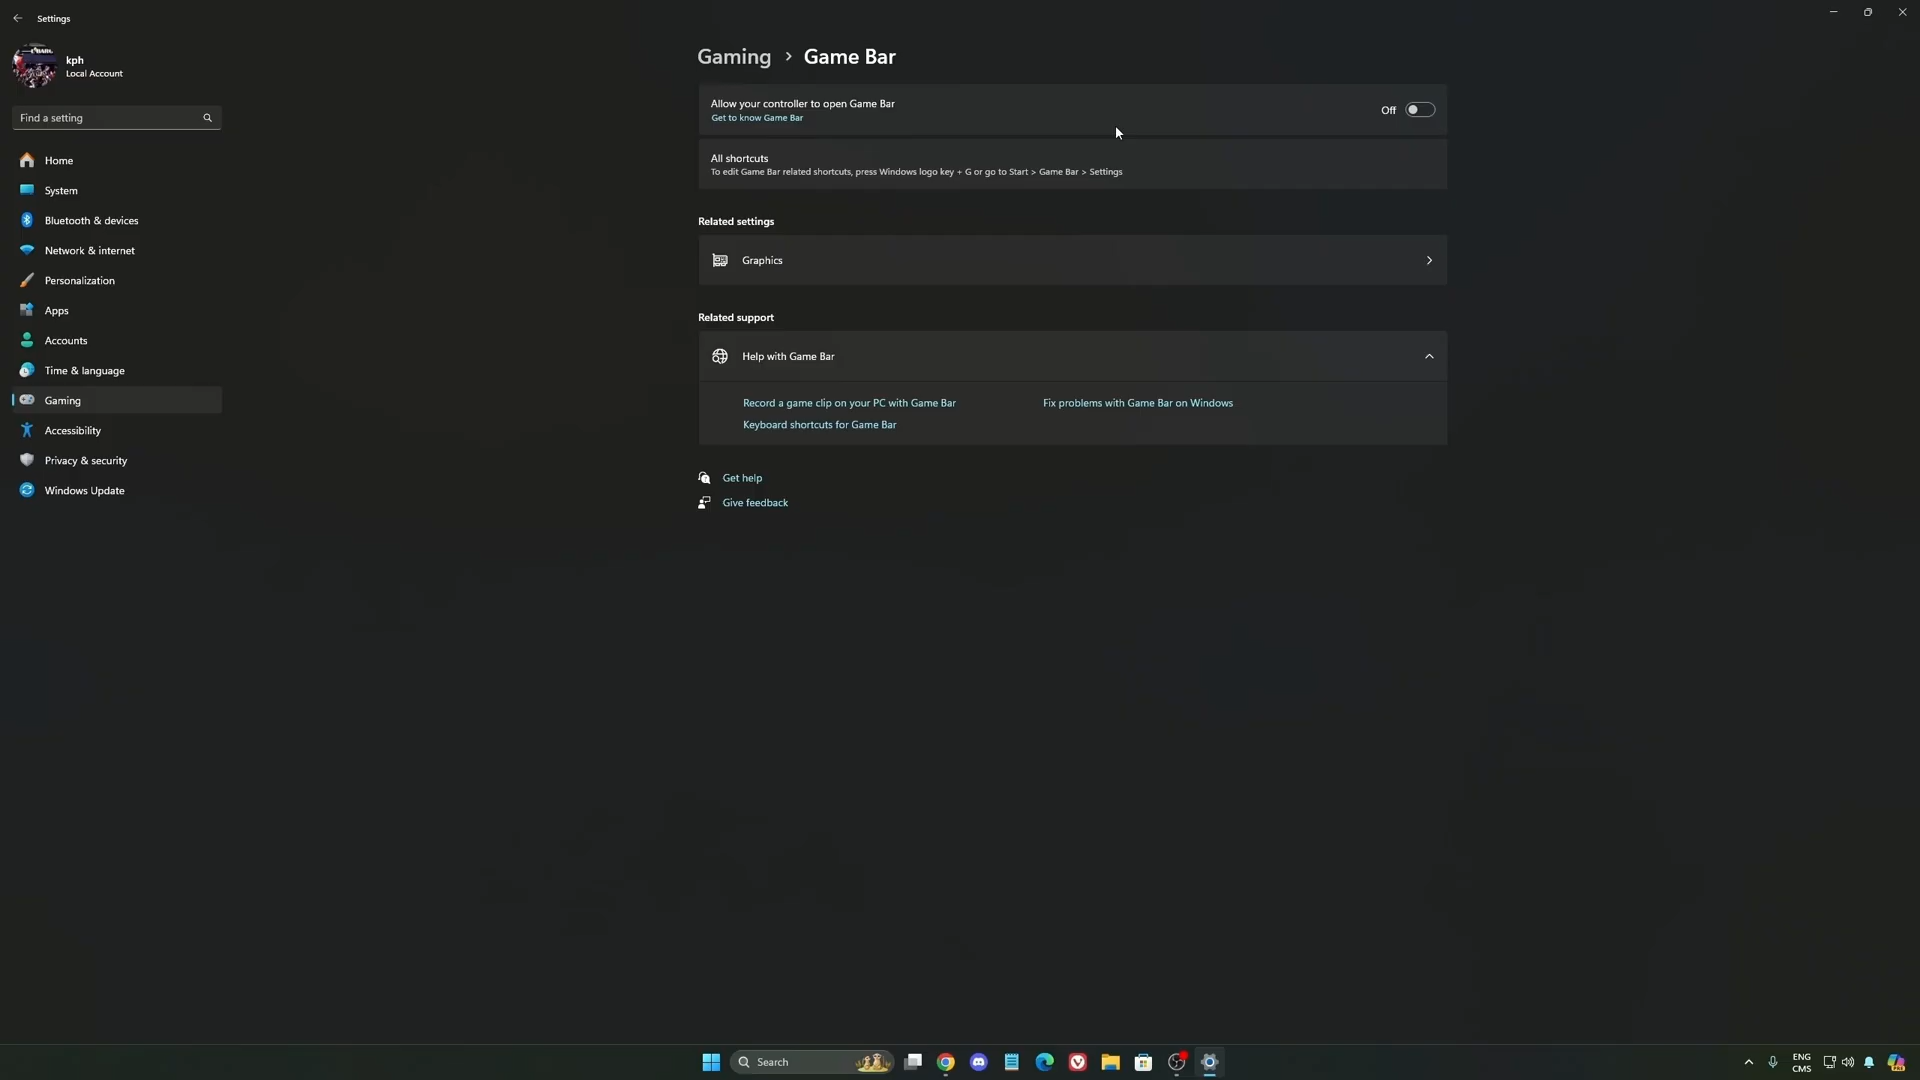 Settings
kph
Local Account
Find a setting
Home
System
Bluetooth & devices
Network & internet
Personalization
Apps
Accounts
Time & language
Gaming
Accessibility
Privacy & security
Windows Update
Gaming > Game Bar
Allow your controller to open Game Bar
Get to know Game Bar
Off
All shortcuts
To edit Game Bar related shortcuts, press Windows logo key + G or go to Start > Game Bar > Settings
Related settings
Graphics
Related support
Help with Game Bar
Record a game clip on your PC with Game Bar
Fix problems with Game Bar on Windows
Keyboard shortcuts for Game Bar
Get help
Give feedback
Search
ENG
CMS